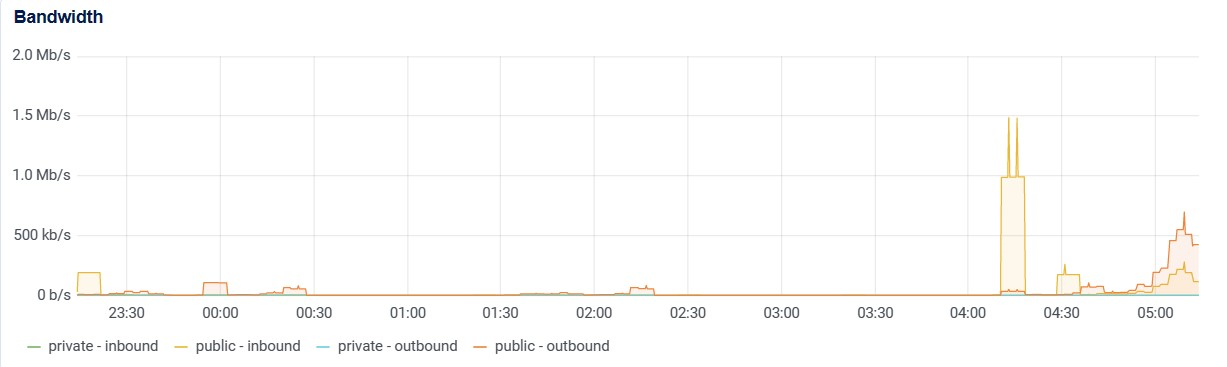 Bandwidth
2.0 Mb/s
1.5 Mb/s
1.0 Mb/s
500 kb/s
0 b/s
23:30 00:00 00:30 01:00 01:30 02:00 02:30 03:00 03:30 04:00 04:30 05:00
private - inbound public - inbound private - outbound public - outbound